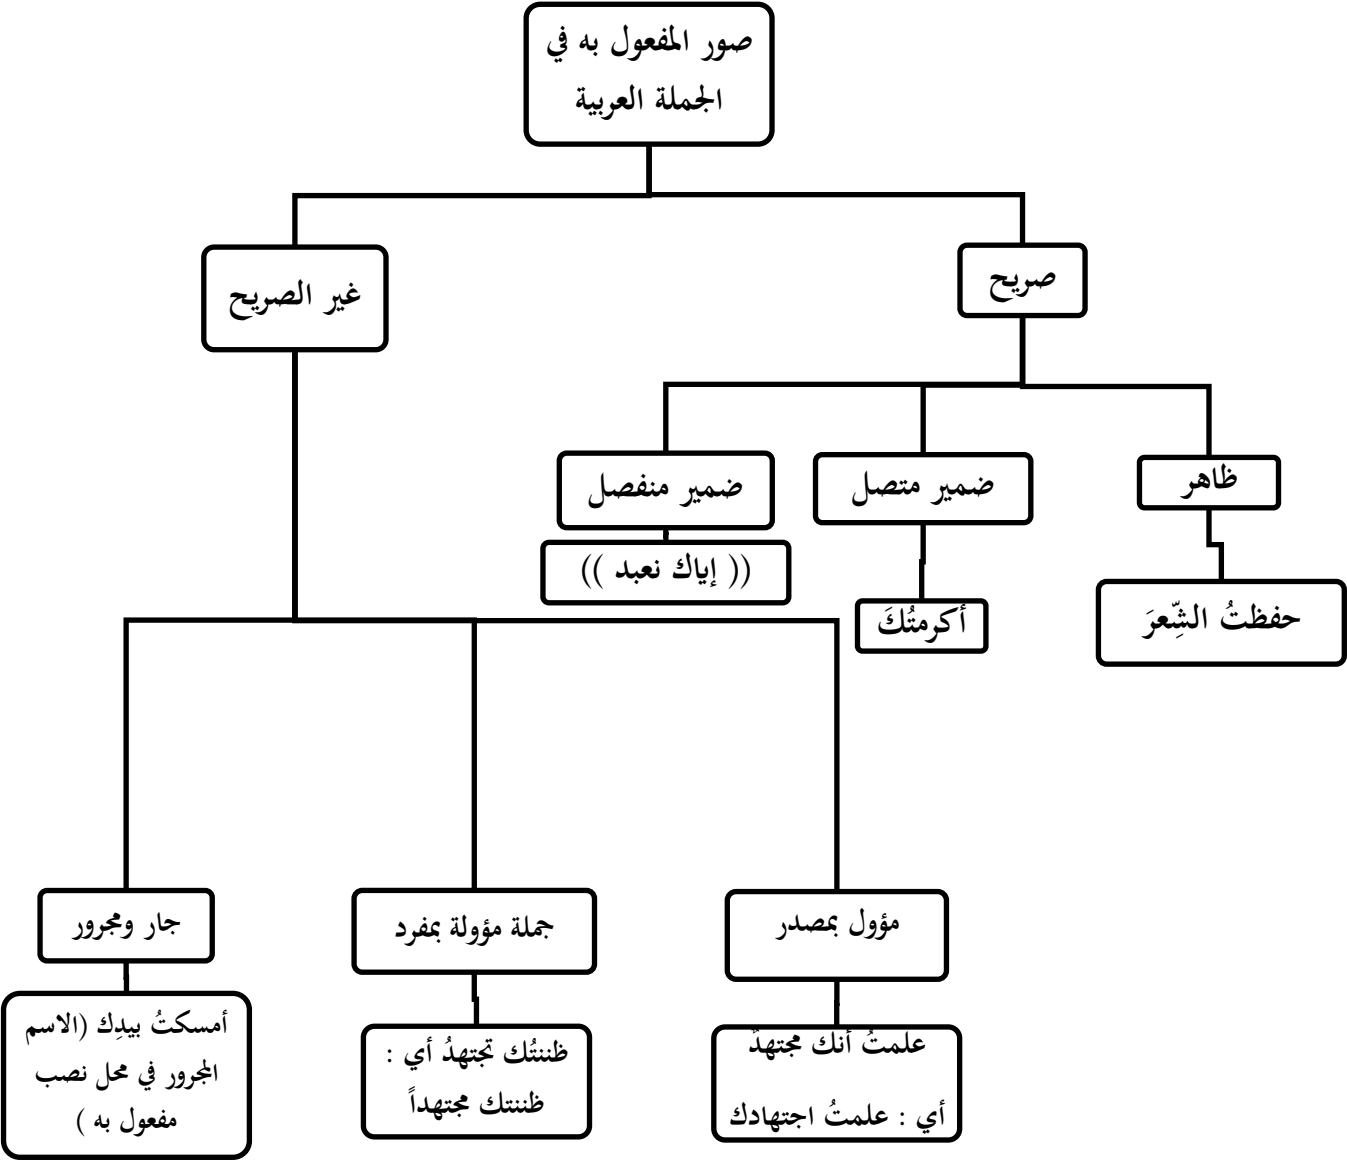 صور المفعول به في
الجملة العربية
صريح
غير الصريح
ظاهر
ضمير متصل
ضمير منفصل
حفظتُ الشِّعرَ
أكرمتُكَ
(( إياك نعبد ))
مؤول بمصدر
جملة مؤولة بمفرد
جار ومجرور
علمتُ أنك مجتهدٌ
أي : علمتُ اجتهادك
ظننتُك تجتهدُ أي :
ظننتك مجتهداً
أمسكتُ بيدِك (الاسم
المجرور في محل نصب
مفعول به )